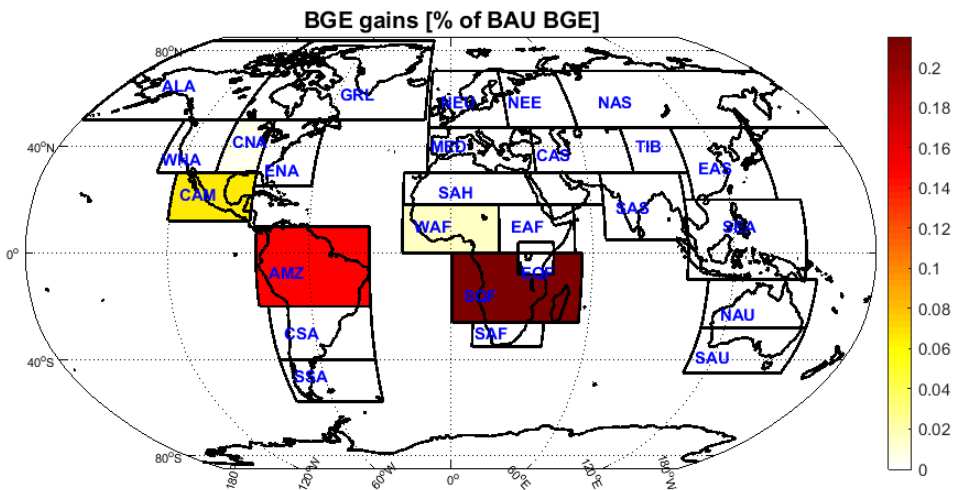 BGE gains [% of BAU BGE]
80°N
ALA
GRL
NEU
NEE
NAS
40°N
WNA
CNA
ENA
MED
CAS
TIB
EAS
CAM
SAH
SAS
WAF
EAF
SEA
0°
AMZ
EQF
SQF
NAU
CSA
SAF
40°S
SAU
SSA
80°S
180°W
120°W
60°W
0°
60°E
120°E
180°W
0.2
0.18
0.16
0.14
0.12
0.1
0.08
0.06
0.04
0.02
0